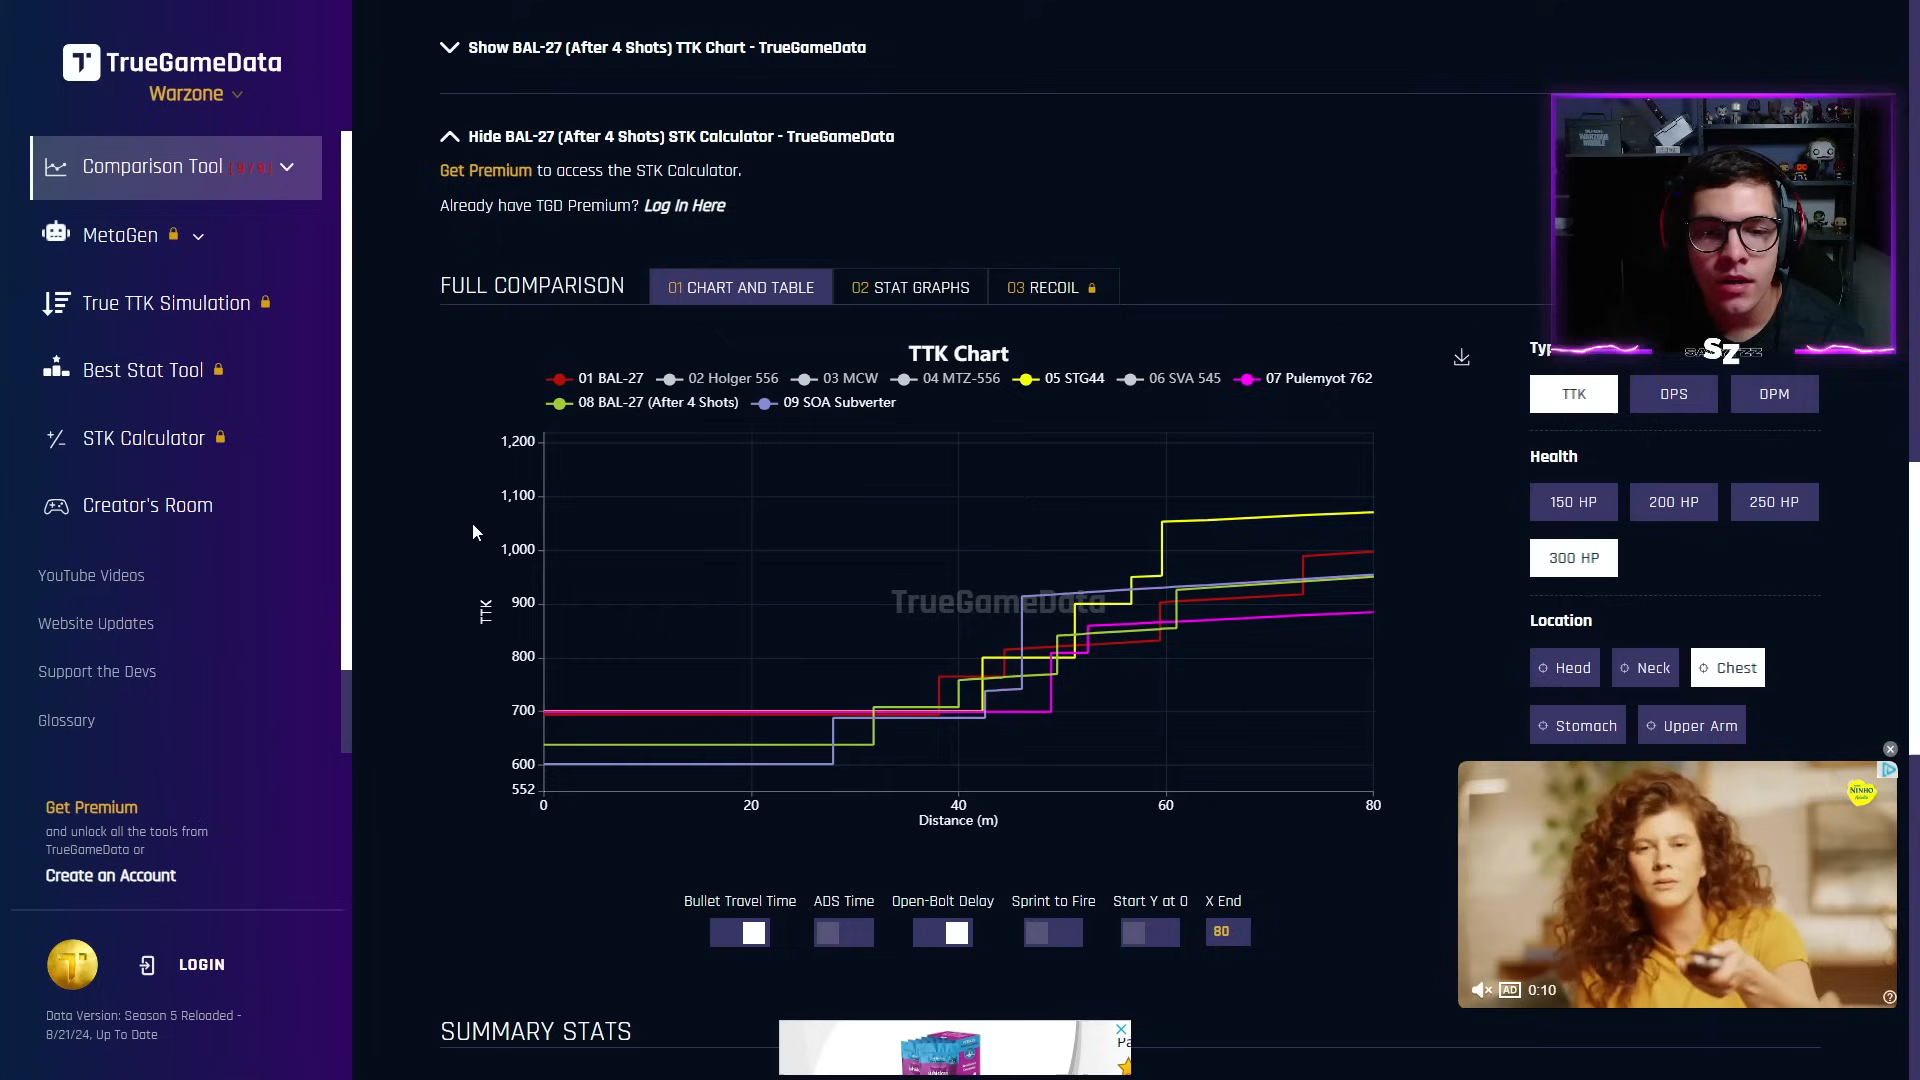 TrueGameData
Warzone
Comparison Tool [9/9]
MetaGen
True TTK Simulation
Best Stat Tool
STK Calculator
Creator's Room
YouTube Videos
Website Updates
Support the Devs
Glossary
Get Premium
and unlock all the tools from
TrueGameData or
Create an Account
LOGIN
Data Version: Season 5 Reloaded -
8/21/24, Up To Date
Show BAL-27 (After 4 Shots) TTK Chart - TrueGameData
Hide BAL-27 (After 4 Shots) STK Calculator - TrueGameData
Get Premium to access the STK Calculator.
Already have TGD Premium? Log In Here
FULL COMPARISON
01 CHART AND TABLE
02 STAT GRAPHS
03 RECOIL
TTK Chart
01 BAL-27 02 Holger 556 03 MCW 04 MTZ-556 05 STG44 06 SVA 545 07 Pulemyot 762
08 BAL-27 (After 4 Shots) 09 SOA Subverter
1,200
1,100
1,000
900
800
700
600
552
TTK
TrueGameData
0 20 40 60 80
Distance (m)
Bullet Travel Time
ADS Time
Open-Bolt Delay
Sprint to Fire
Start Y at 0
X End
80
SUMMARY STATS
Sz
Typ
TTK DPS DPM
Health
150 HP 200 HP 250 HP
300 HP
Location
Head Neck Chest
Stomach Upper Arm
NINHO
AD 0:10
Pa